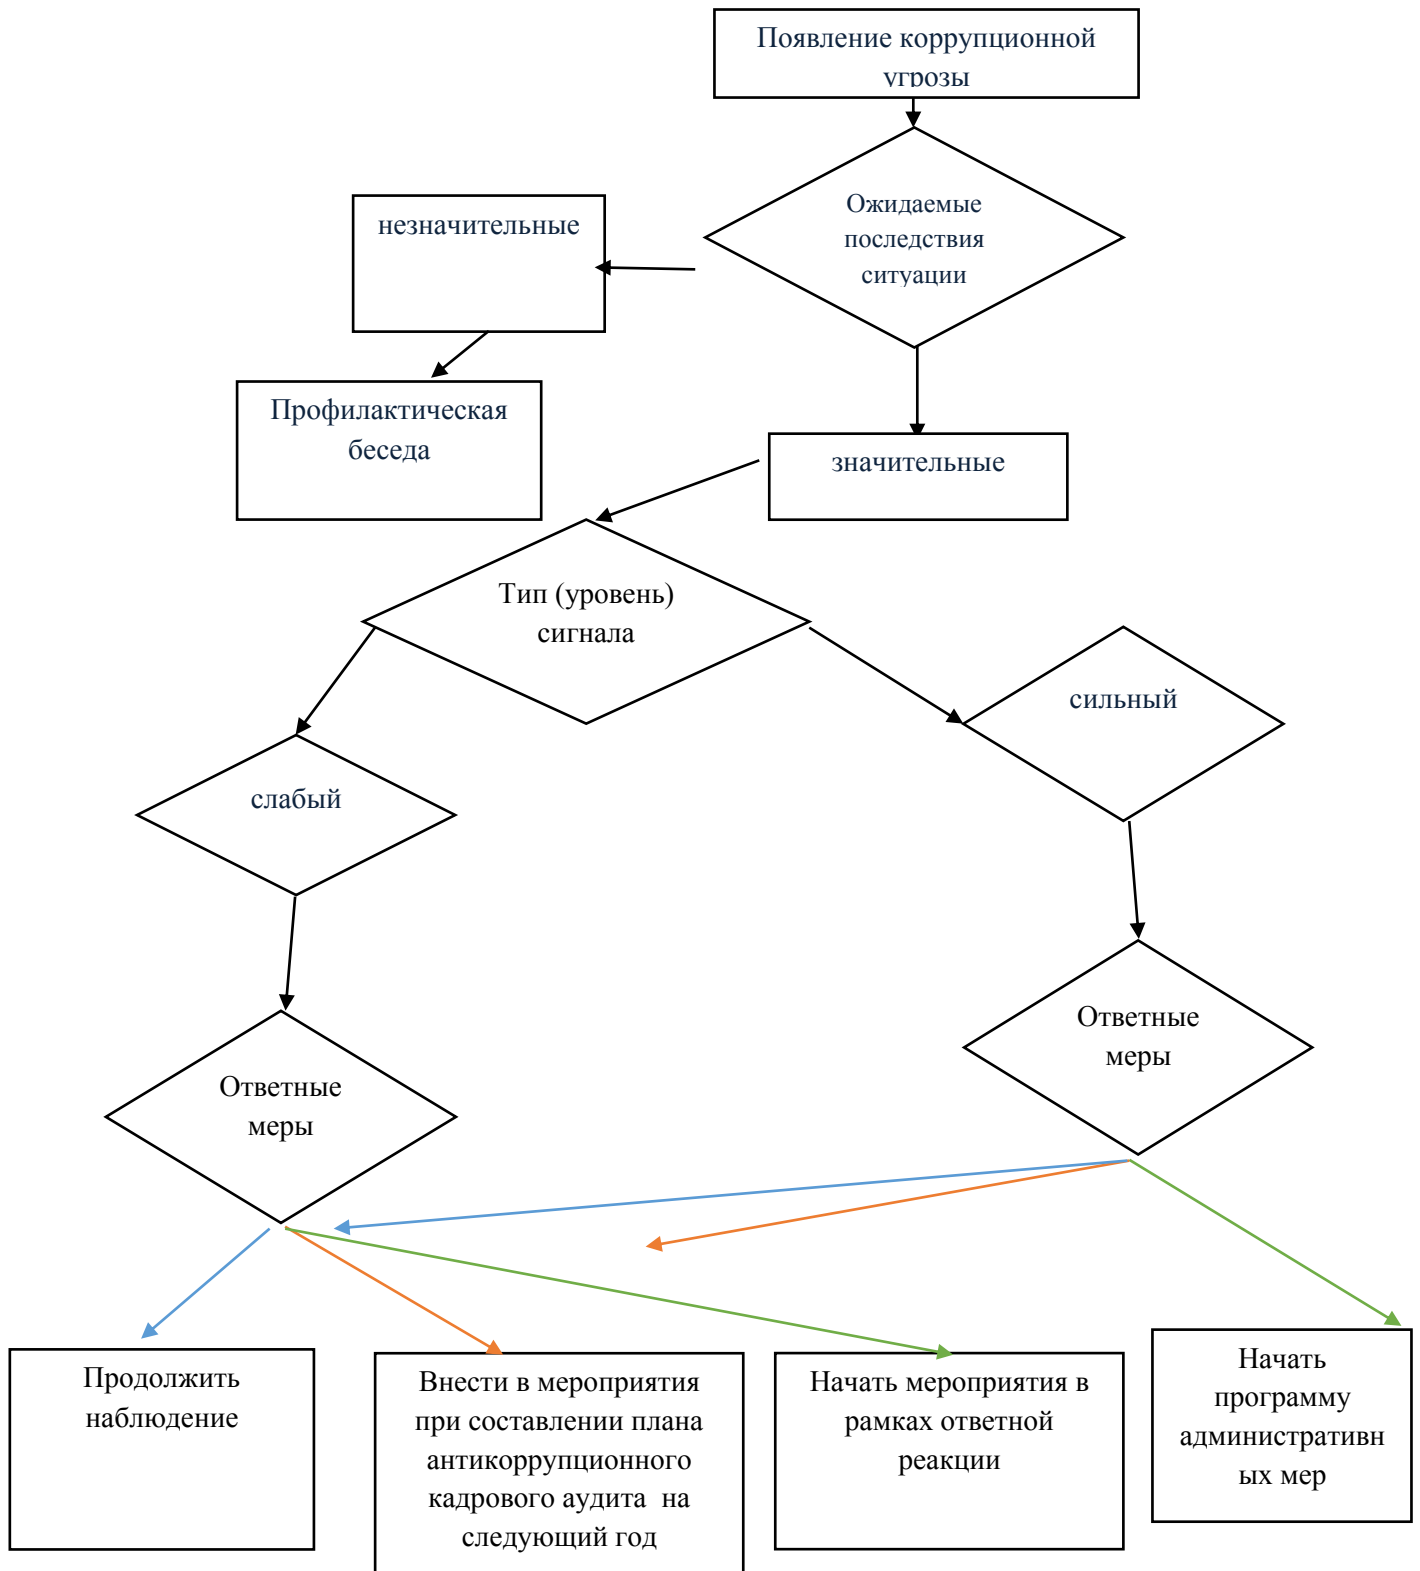 Появление коррупционной
угрозы
Ожидаемые
последствия
ситуации
незначительные
Профилактическая
беседа
значительные
Тип (уровень)
сигнала
сильный
слабый
Ответные
меры
Ответные
меры
Продолжить
наблюдение
Внести в мероприятия
при составлении плана
антикоррупционного
кадрового аудита на
следующий год
Начать мероприятия в
рамках ответной
реакции
Начать
программу
административн
ых мер